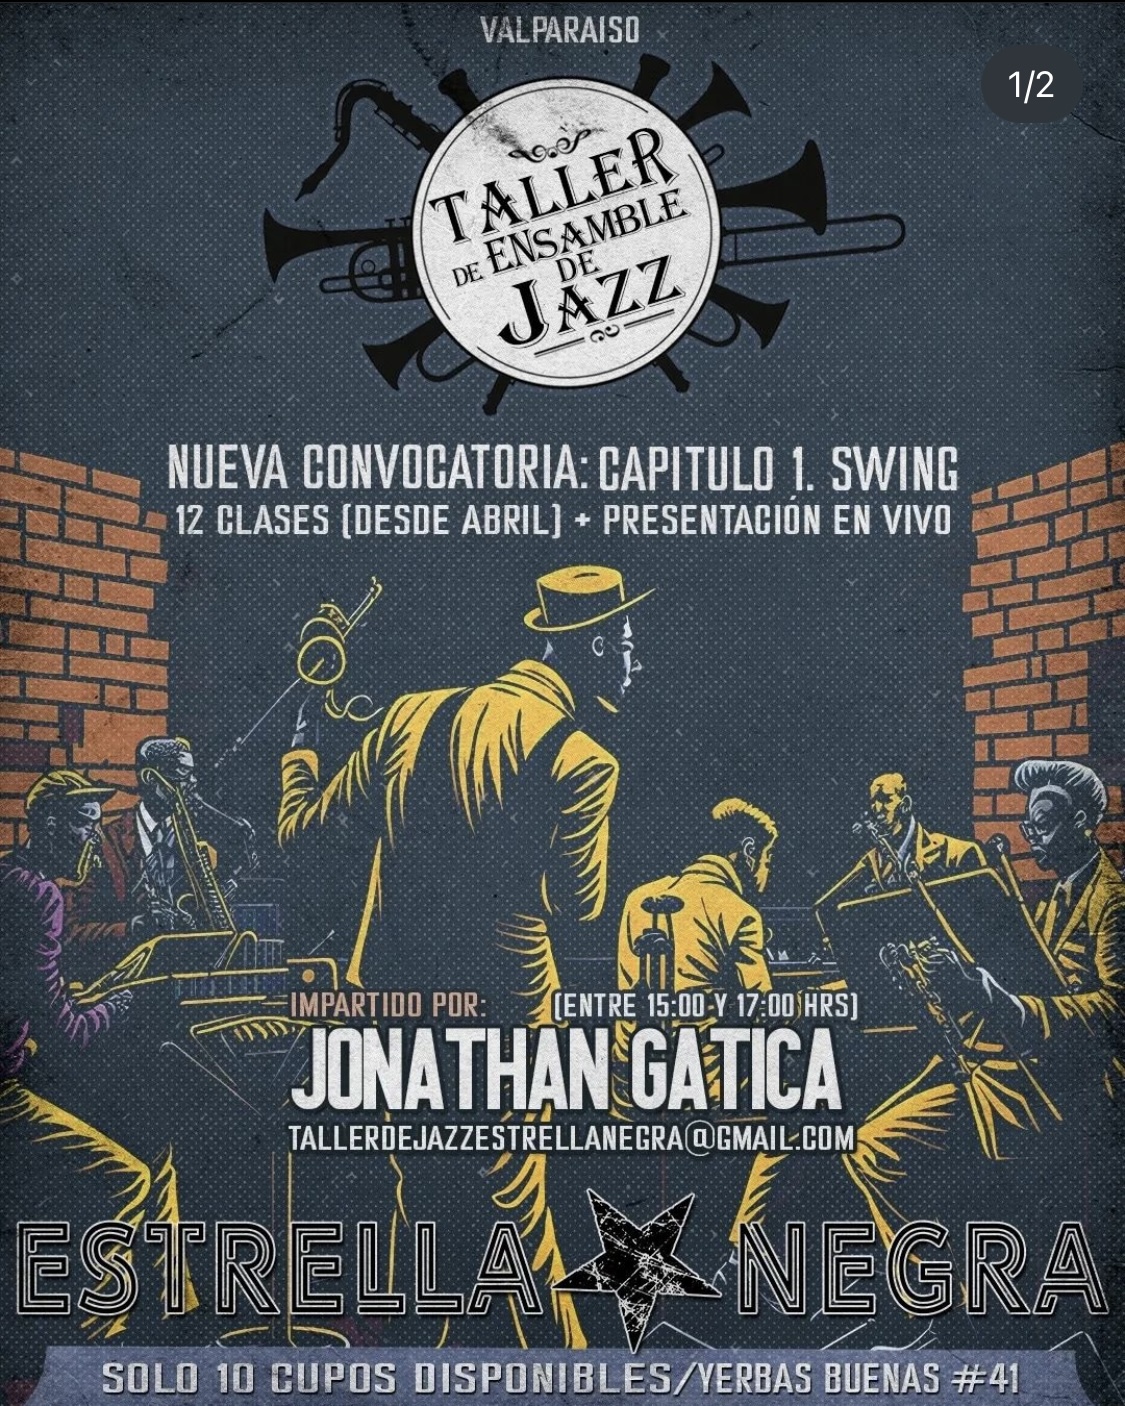 VALPARAISO
1/2
TALLER
DE ENSAMBLE
DE
JAZZ
NUEVA CONVOCATORIA: CAPITULO 1. SWING
12 CLASES (DESDE ABRIL) + PRESENTACIÓN EN VIVO
IMPARTIDO POR: (ENTRE 15:00 Y 17:00 HRS)
JONATHAN GATICA
TALLERDEJAZZESTRELLANEGRA@GMAIL.COM
ESTRELLA NEGRA
SOLO 10 CUPOS DISPONIBLES/YERBAS BUENAS #41